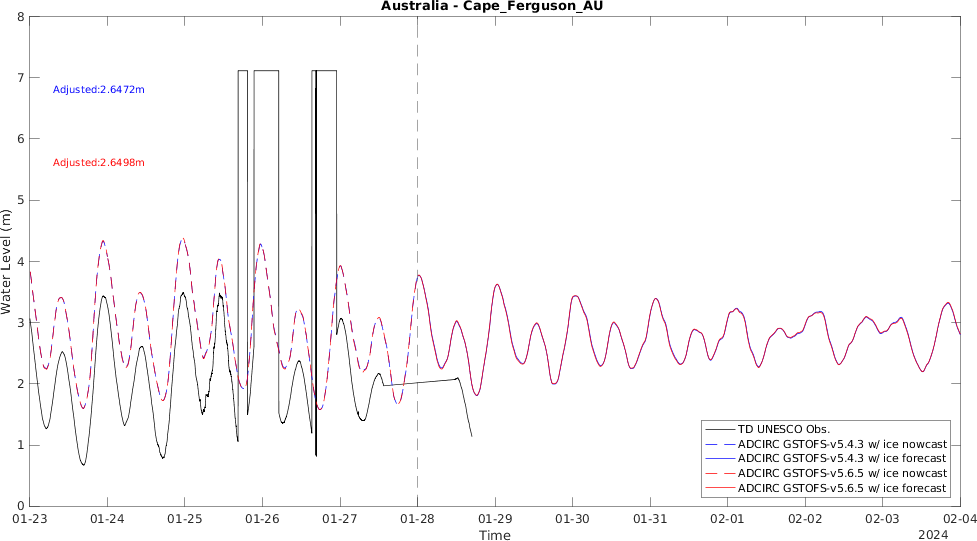 Australia - Cape_Ferguson_AU
8
7
6
5
4
3
2
1
0
Water Level (m)
Adjusted:2.6472m
Adjusted:2.6498m
TD UNESCO Obs.
ADCIRC GSTOFS-v5.4.3 w/ ice nowcast
ADCIRC GSTOFS-v5.4.3 w/ ice forecast
ADCIRC GSTOFS-v5.6.5 w/ ice nowcast
ADCIRC GSTOFS-v5.6.5 w/ ice forecast
01-23 01-24 01-25 01-26 01-27 01-28 01-29 01-30 01-31 02-01 02-02 02-03 02-04
Time
2024